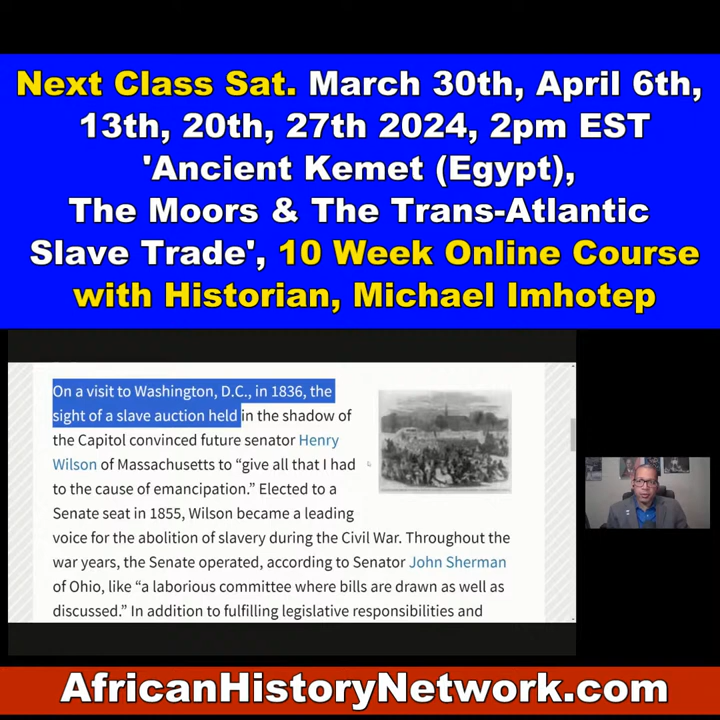 Next Class Sat. March 30th, April 6th,
13th, 20th, 27th 2024, 2pm EST
'Ancient Kemet (Egypt),
The Moors & The Trans-Atlantic
Slave Trade', 10 Week Online Course
with Historian, Michael Imhotep
On a visit to Washington, D.C., in 1836, the
sight of a slave auction held in the shadow of
the Capitol convinced future senator Henry
Wilson of Massachusetts to “give all that I had
to the cause of emancipation.” Elected to a
Senate seat in 1855, Wilson became a leading
voice for the abolition of slavery during the Civil War. Throughout the
war years, the Senate operated, according to Senator John Sherman
of Ohio, like “a laborious committee where bills are drawn as well as
discussed.” In addition to fulfilling legislative responsibilities and
AfricanHistoryNetwork.com